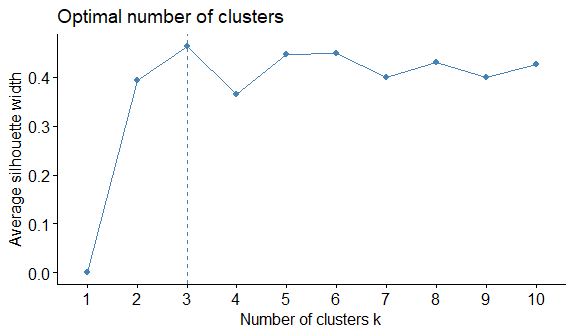 Optimal number of clusters
Average silhouette width
0.4
0.3
0.2
0.1
0.0
1 2 3 4 5 6 7 8 9 10
Number of clusters k